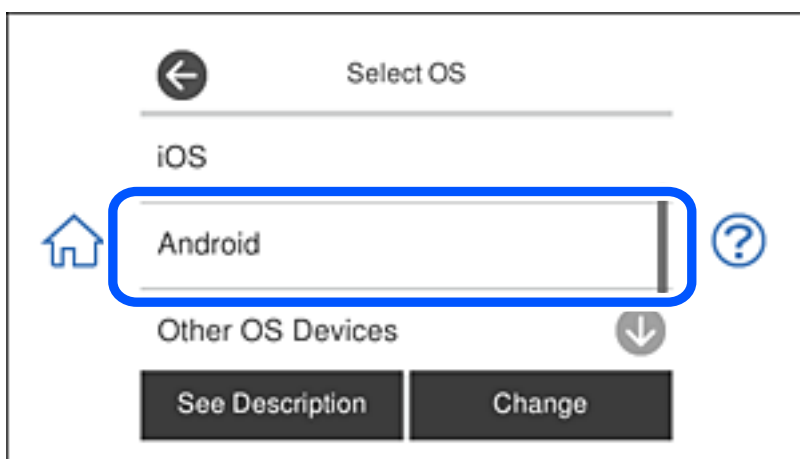 Select OS
iOS
Android
Other OS Devices
See Description
Change